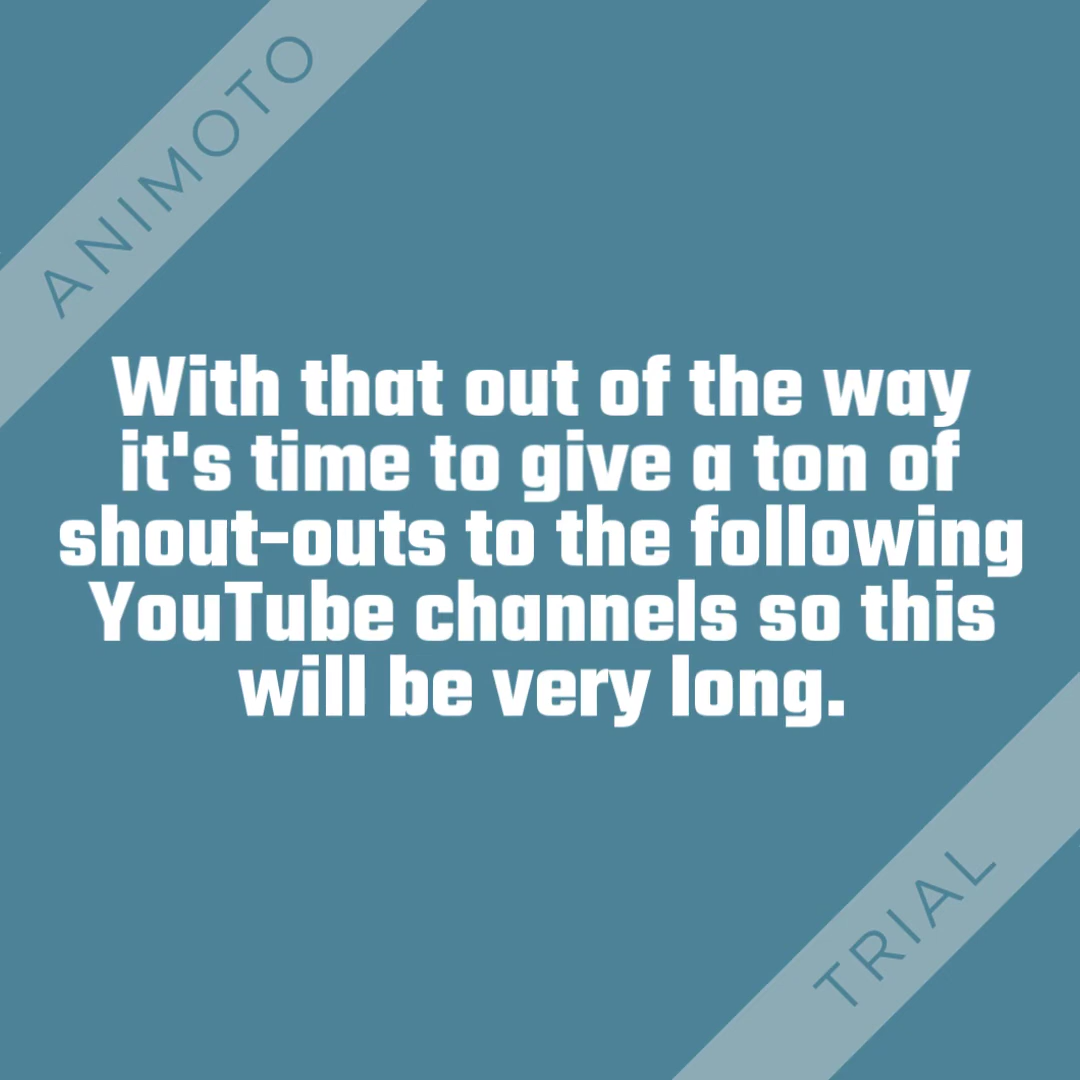 ANIMOTO
With that out of the way
it's time to give a ton of
shout-outs to the following
YouTube channels so this
will be very long.
TRIAL